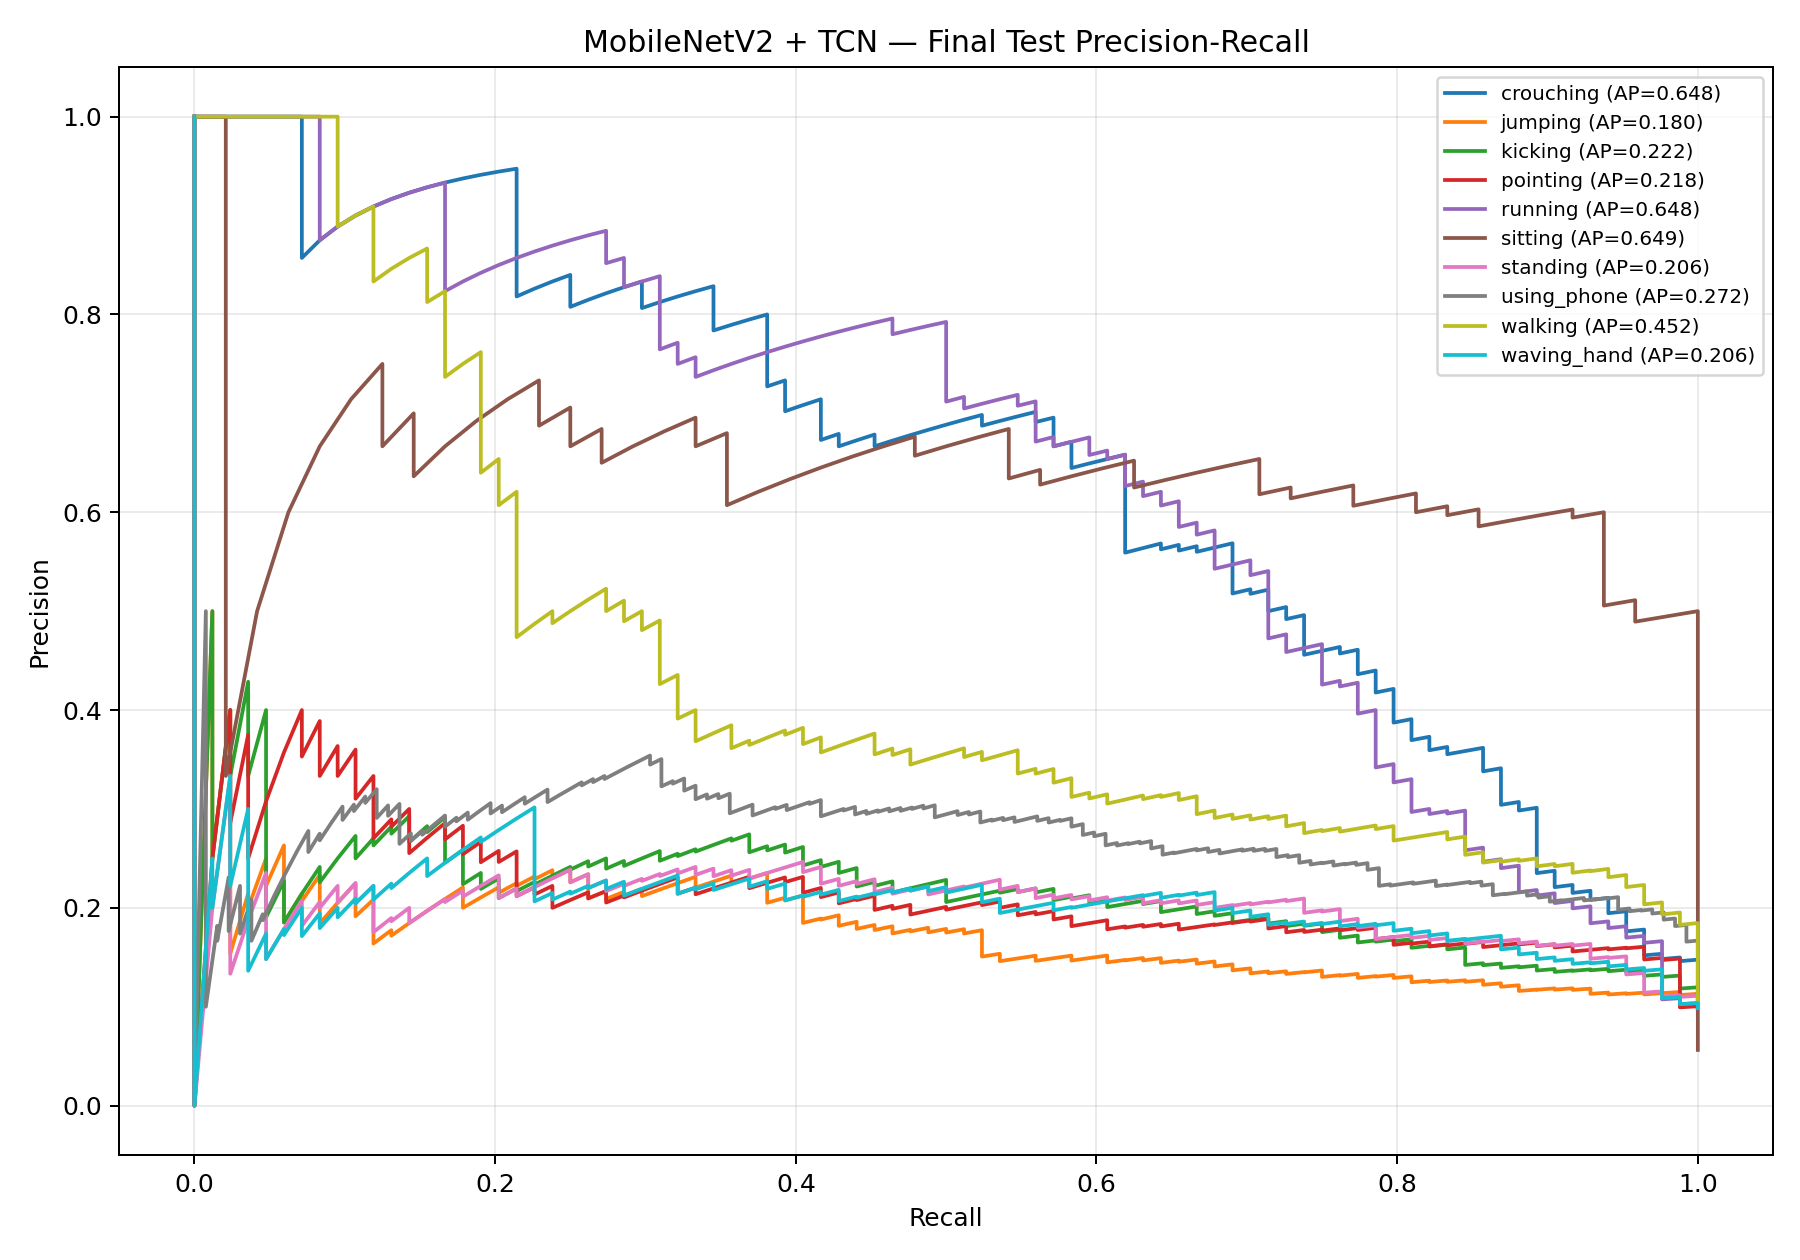 MobileNetV2 + TCN — Final Test Precision-Recall
crouching (AP=0.648)
jumping (AP=0.180)
kicking (AP=0.222)
pointing (AP=0.218)
running (AP=0.648)
sitting (AP=0.649)
standing (AP=0.206)
using_phone (AP=0.272)
walking (AP=0.452)
waving_hand (AP=0.206)
Precision
1.0
0.8
0.6
0.4
0.2
0.0
0.0 0.2 0.4 0.6 0.8 1.0
Recall